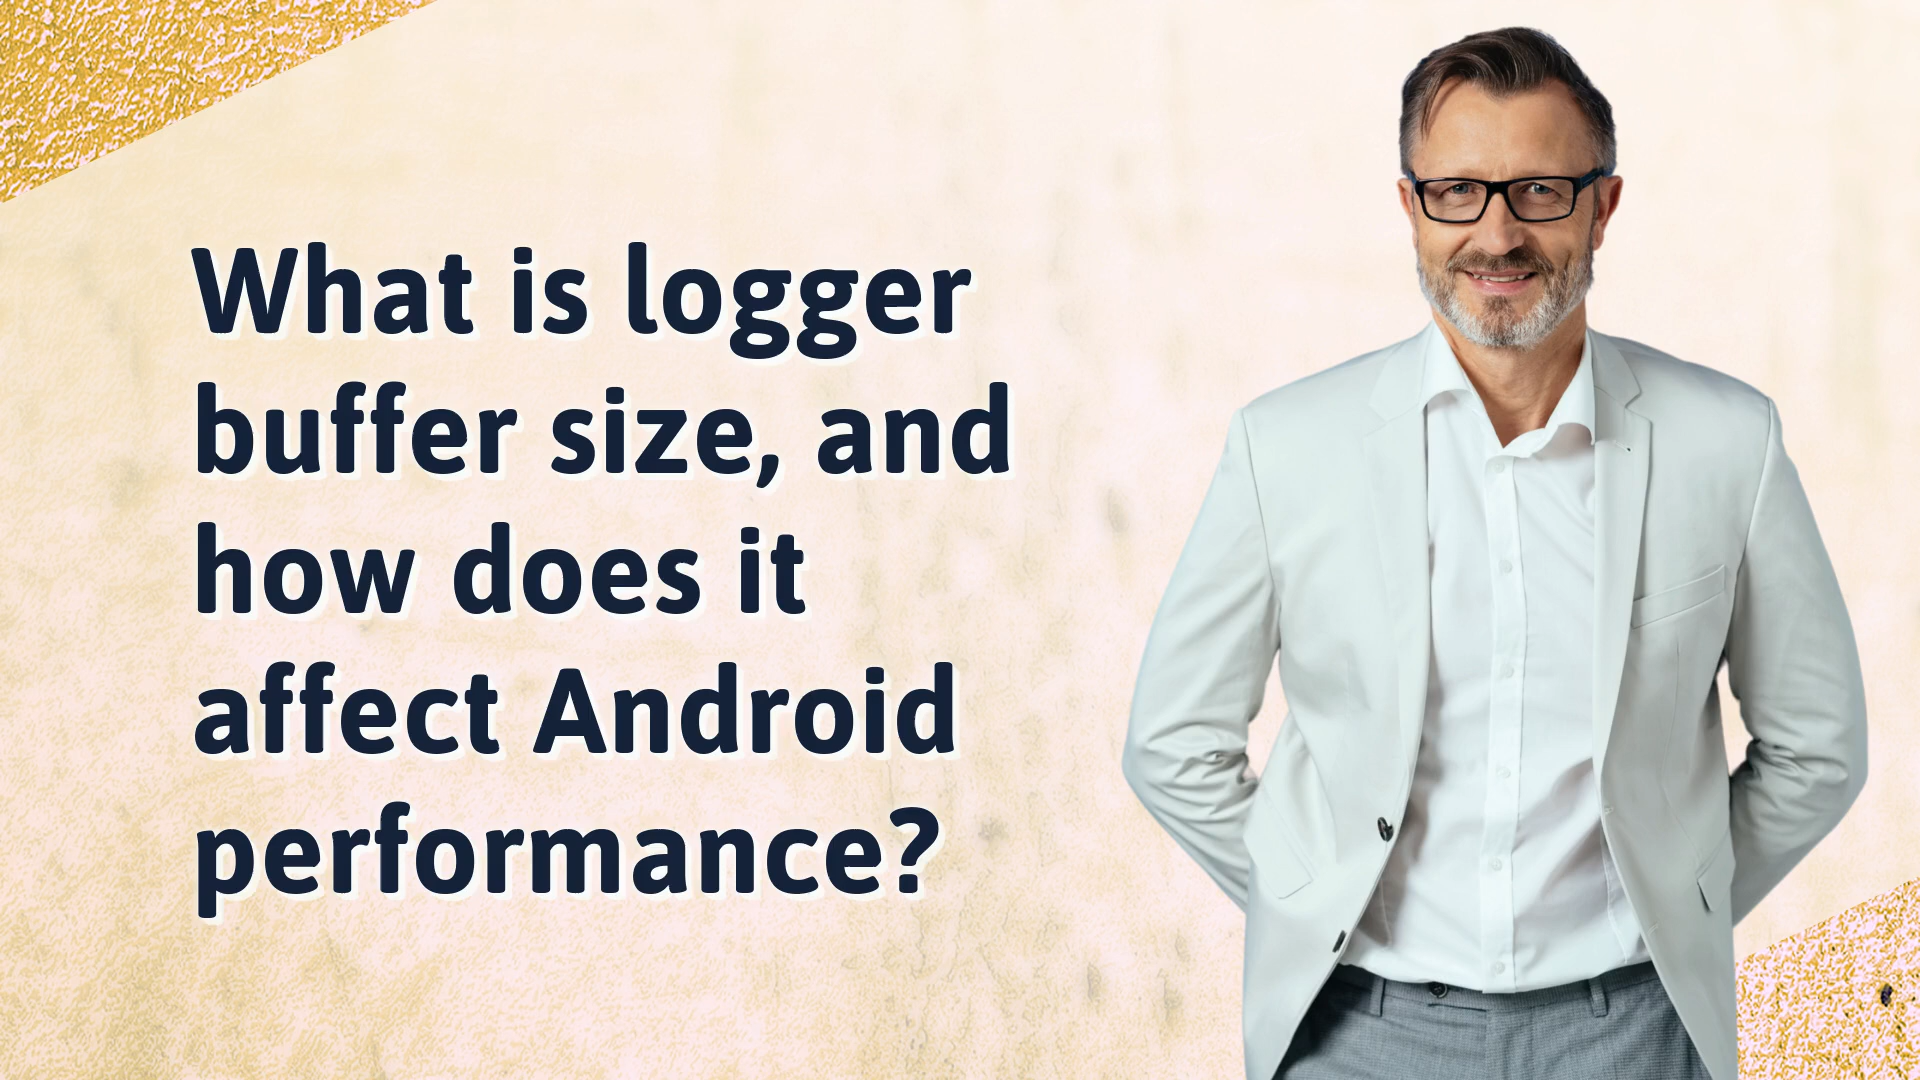 What is logger
buffer size, and
how does it
affect Android
performance?